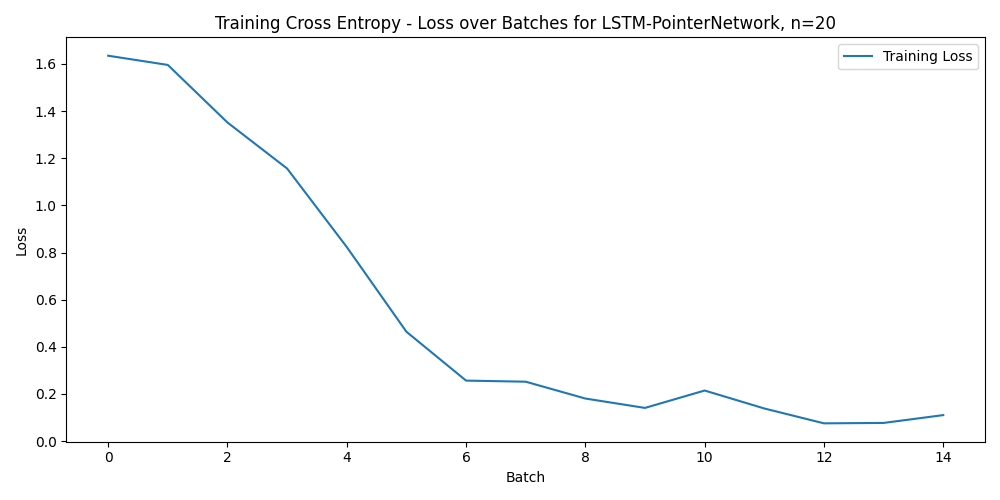 Training Cross Entropy - Loss over Batches for LSTM-PointerNetwork, n=20
Training Loss
1.6
1.4
1.2
1.0
0.8
0.6
0.4
0.2
0.0
Loss
0 2 4 6 8 10 12 14
Batch